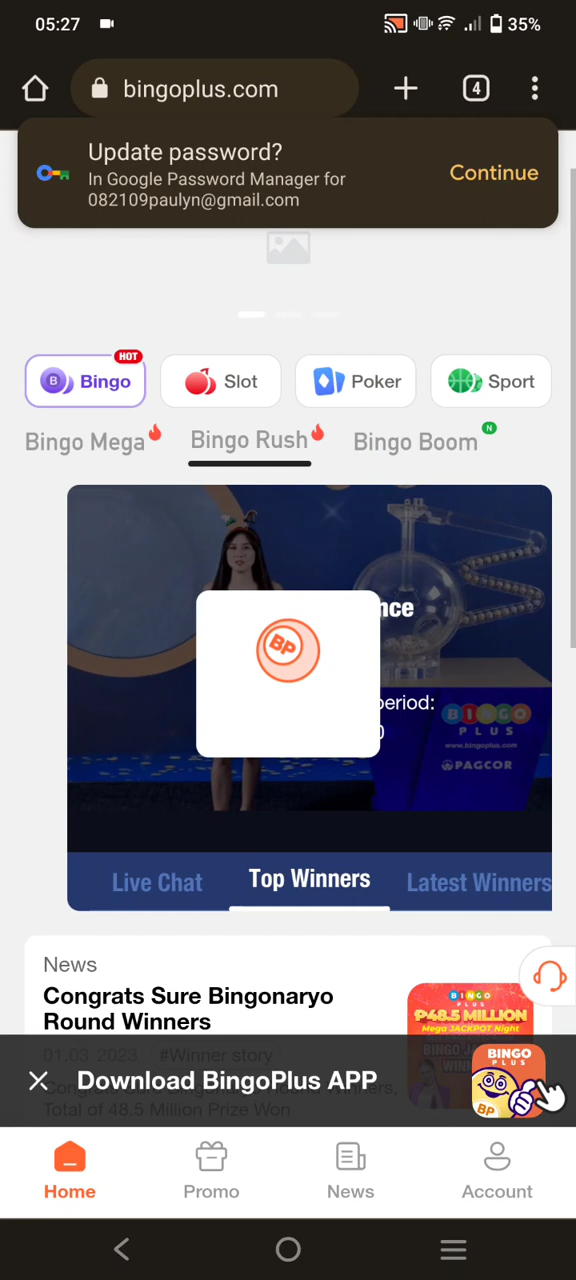 05:27
35%
bingoplus.com
4
Update password?
In Google Password Manager for
082109paulyn@gmail.com
Continue
HOT
B
Bingo
Slot
Poker
Sport
Bingo Mega
Bingo Rush
Bingo Boom
N
nce
BP
period:
0
BINGO
PLUS
www.bingoplus.com
PAGCOR
Live Chat
Top Winners
Latest Winners
News
Congrats Sure Bingonaryo
Round Winners
BINGO
PLUS
₱48.5 MILLION
Mega JACKPOT Night
01.03 2023
#Winner story
Download BingoPlus APP
BINGO
PLUS
BP
Total of 48.5 Million Prize Won
Home
Promo
News
Account